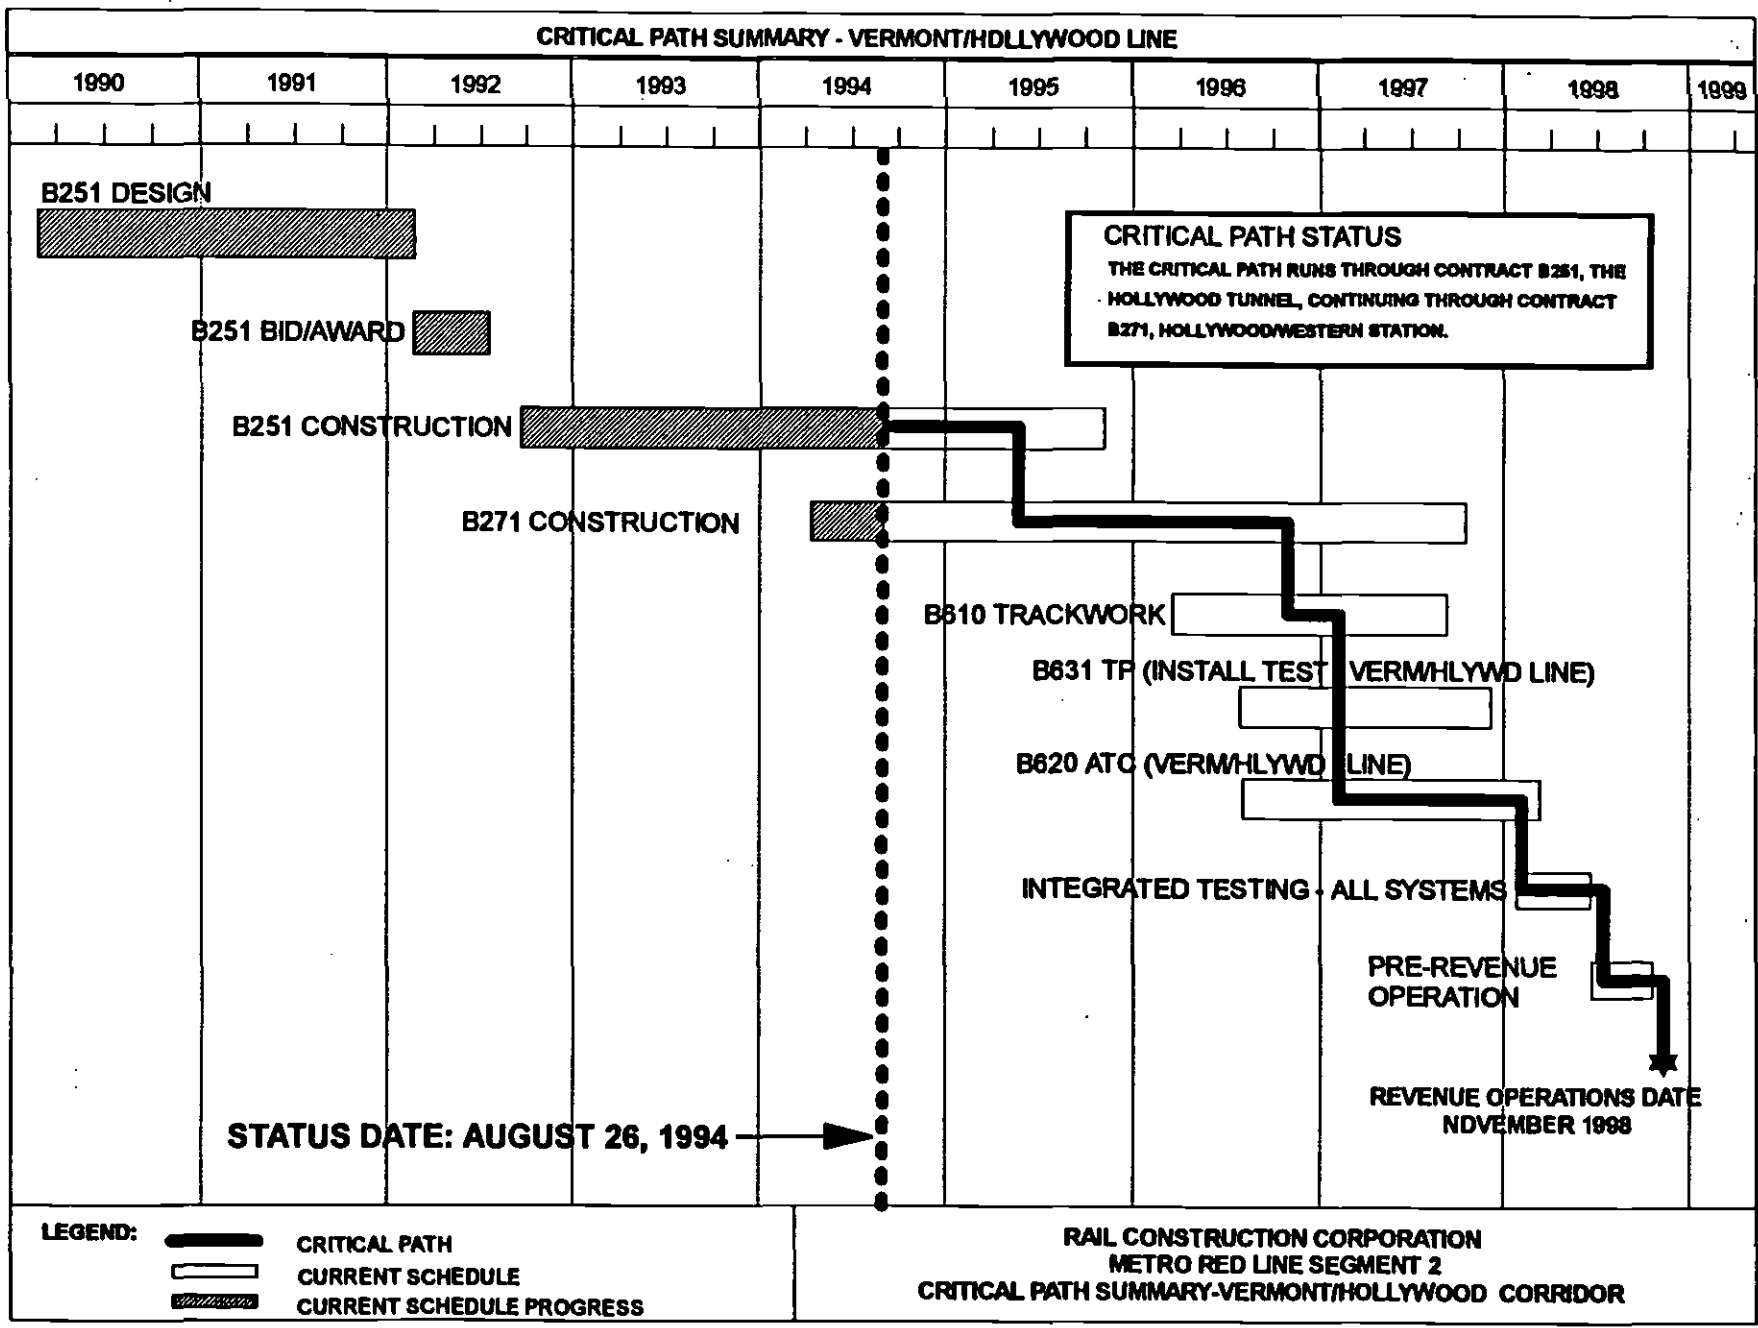 CRITICAL PATH SUMMARY - VERMONT/HDLLYWOOD LINE
1990 1991 1992 1993 1994 1995 1996 1997 1998 1999
B251 DESIGN
CRITICAL PATH STATUS
THE CRITICAL PATH RUNS THROUGH CONTRACT B251, THE
HOLLYWOOD TUNNEL, CONTINUING THROUGH CONTRACT
B271, HOLLYWOOD/WESTERN STATION.
B251 BID/AWARD
B251 CONSTRUCTION
B271 CONSTRUCTION
B610 TRACKWORK
B631 TP (INSTALL TEST VERM/HLYWD LINE)
B620 ATC (VERM/HLYWD LINE)
INTEGRATED TESTING - ALL SYSTEMS
PRE-REVENUE
OPERATION
REVENUE OPERATIONS DATE
NDVEMBER 1998
STATUS DATE: AUGUST 26, 1994
LEGEND:
CRITICAL PATH
CURRENT SCHEDULE
CURRENT SCHEDULE PROGRESS
RAIL CONSTRUCTION CORPORATION
METRO RED LINE SEGMENT 2
CRITICAL PATH SUMMARY-VERMONT/HOLLYWOOD CORRIDOR